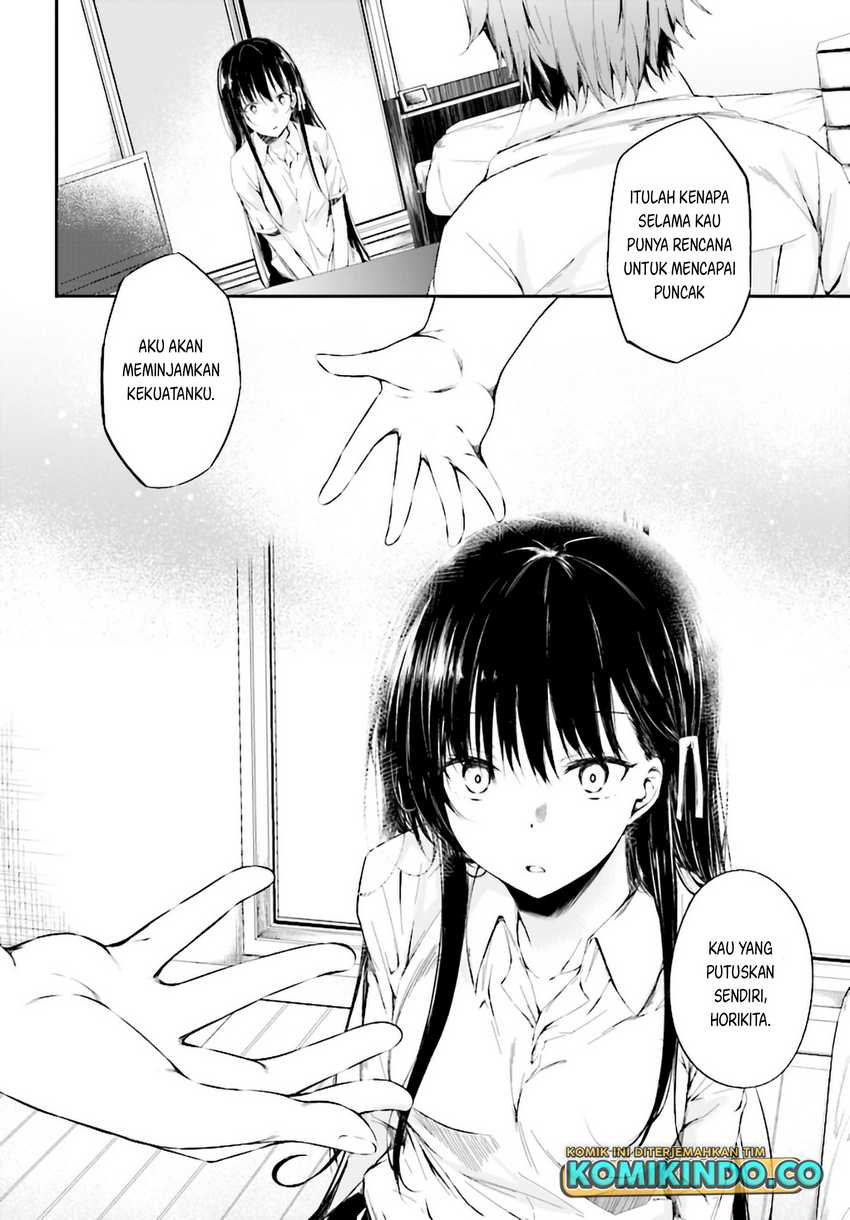 ITULAH KENAPA
SELAMA KAU
PUNYA RENCANA
UNTUK MENCAPAI
PUNCAK
AKU AKAN
MEMINJAMKAN
KEKUATANKU.
KAU YANG
PUTUSKAN
SENDIRI,
HORIKITA.
KOMIK INI DITERJEMAHKAN TIM
KOMIKINDO.CO